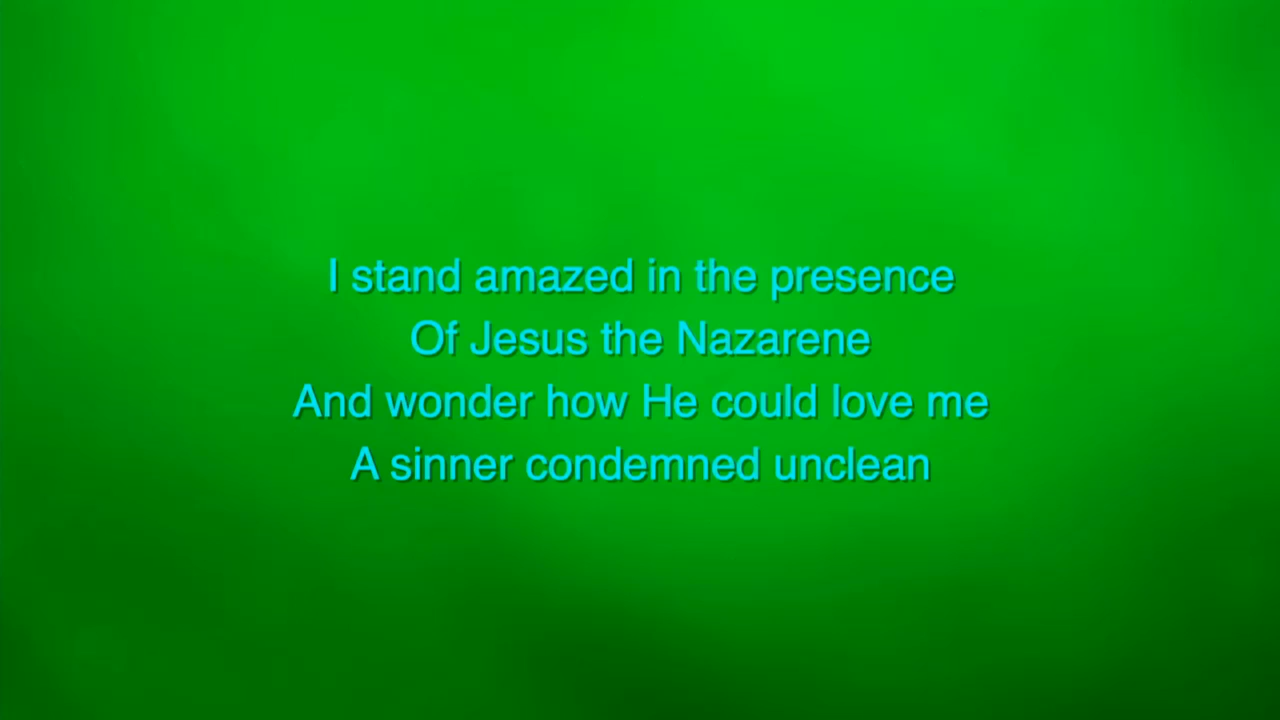 I stand amazed in the presence
Of Jesus the Nazarene
And wonder how He could love me
A sinner condemned unclean